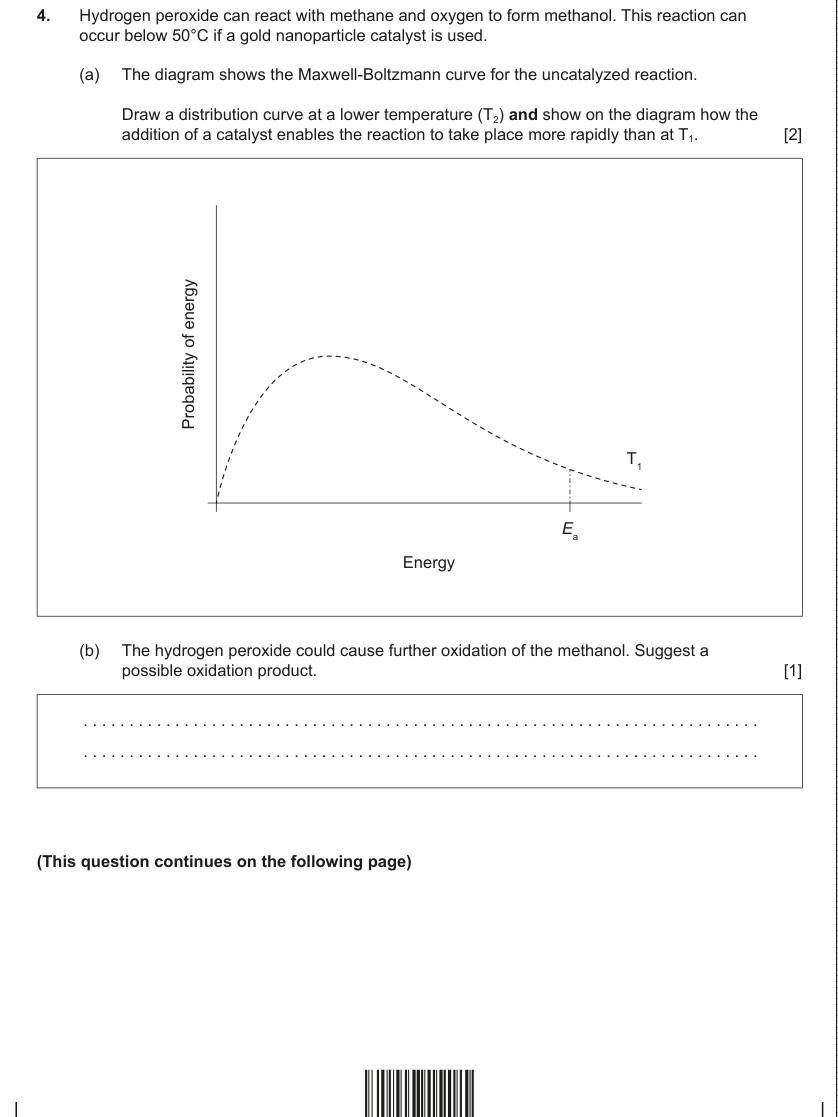 4. Hydrogen peroxide can react with methane and oxygen to form methanol. This reaction can
occur below 50°C if a gold nanoparticle catalyst is used.
(a) The diagram shows the Maxwell-Boltzmann curve for the uncatalyzed reaction.
Draw a distribution curve at a lower temperature (T₂) and show on the diagram how the
addition of a catalyst enables the reaction to take place more rapidly than at T₁. [2]
Probability of energy
T₁
Eₐ
Energy
(b) The hydrogen peroxide could cause further oxidation of the methanol. Suggest a
possible oxidation product. [1]
(This question continues on the following page)